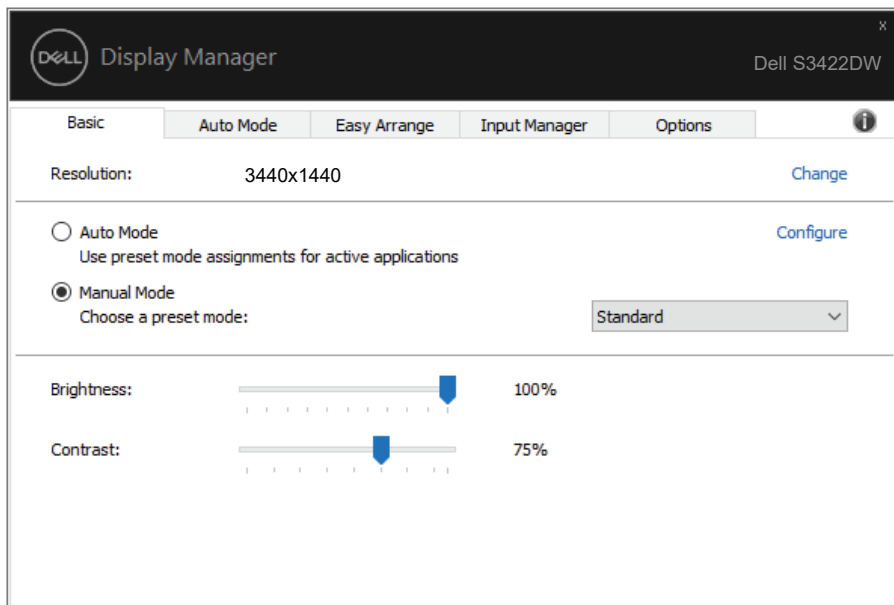 x
DELL Display Manager
Dell S3422DW
Basic Auto Mode Easy Arrange Input Manager Options i
Resolution: 3440x1440 Change
Auto Mode Configure
Use preset mode assignments for active applications
Manual Mode
Choose a preset mode: Standard
Brightness: 100%
Contrast: 75%